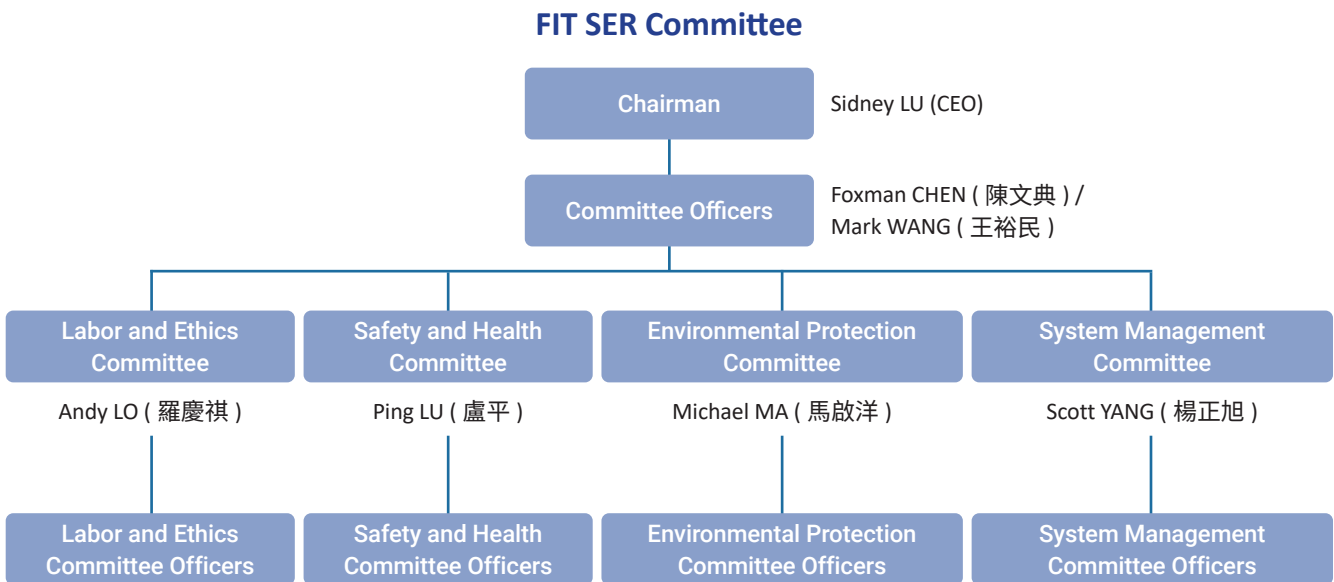 FIT SER Committee
Chairman
Sidney LU (CEO)
Committee Officers
Foxman CHEN ( 陳文典 ) /
Mark WANG ( 王裕民 )
Labor and Ethics
Committee
Safety and Health
Committee
Environmental Protection
Committee
System Management
Committee
Andy LO ( 羅慶祺 )
Ping LU ( 盧平 )
Michael MA ( 馬啟洋 )
Scott YANG ( 楊正旭 )
Labor and Ethics
Committee Officers
Safety and Health
Committee Officers
Environmental Protection
Committee Officers
System Management
Committee Officers